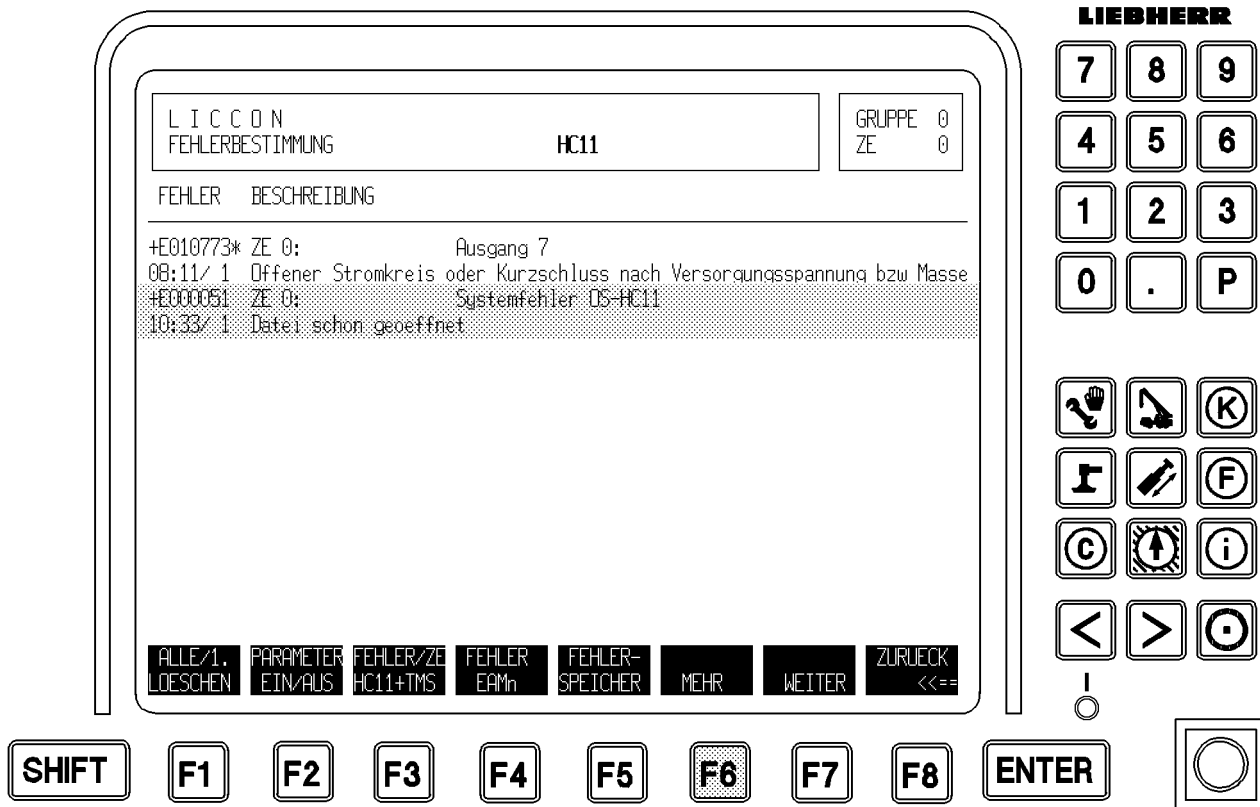 LIEBHERR
L I C C O N
FEHLERBESTIMMUNG HC11
GRUPPE 0
ZE 0
FEHLER BESCHREIBUNG
+E010773* ZE 0: Ausgang 7
08:11/ 1 Offener Stromkreis oder Kurzschluss nach Versorgungsspannung bzw Masse
+E000051 ZE 0: Systemfehler OS-HC11
10:33/ 1 Datei schon geoeffnet
ALLE/1. LOESCHEN
PARAMETER EIN/AUS
FEHLER/ZE HC11+TMS
FEHLER EAMn
FEHLER- SPEICHER
MEHR
WEITER
ZURUECK <<==
7 8 9
4 5 6
1 2 3
0 . P
K
F
C i
< >
SHIFT F1 F2 F3 F4 F5 F6 F7 F8 ENTER